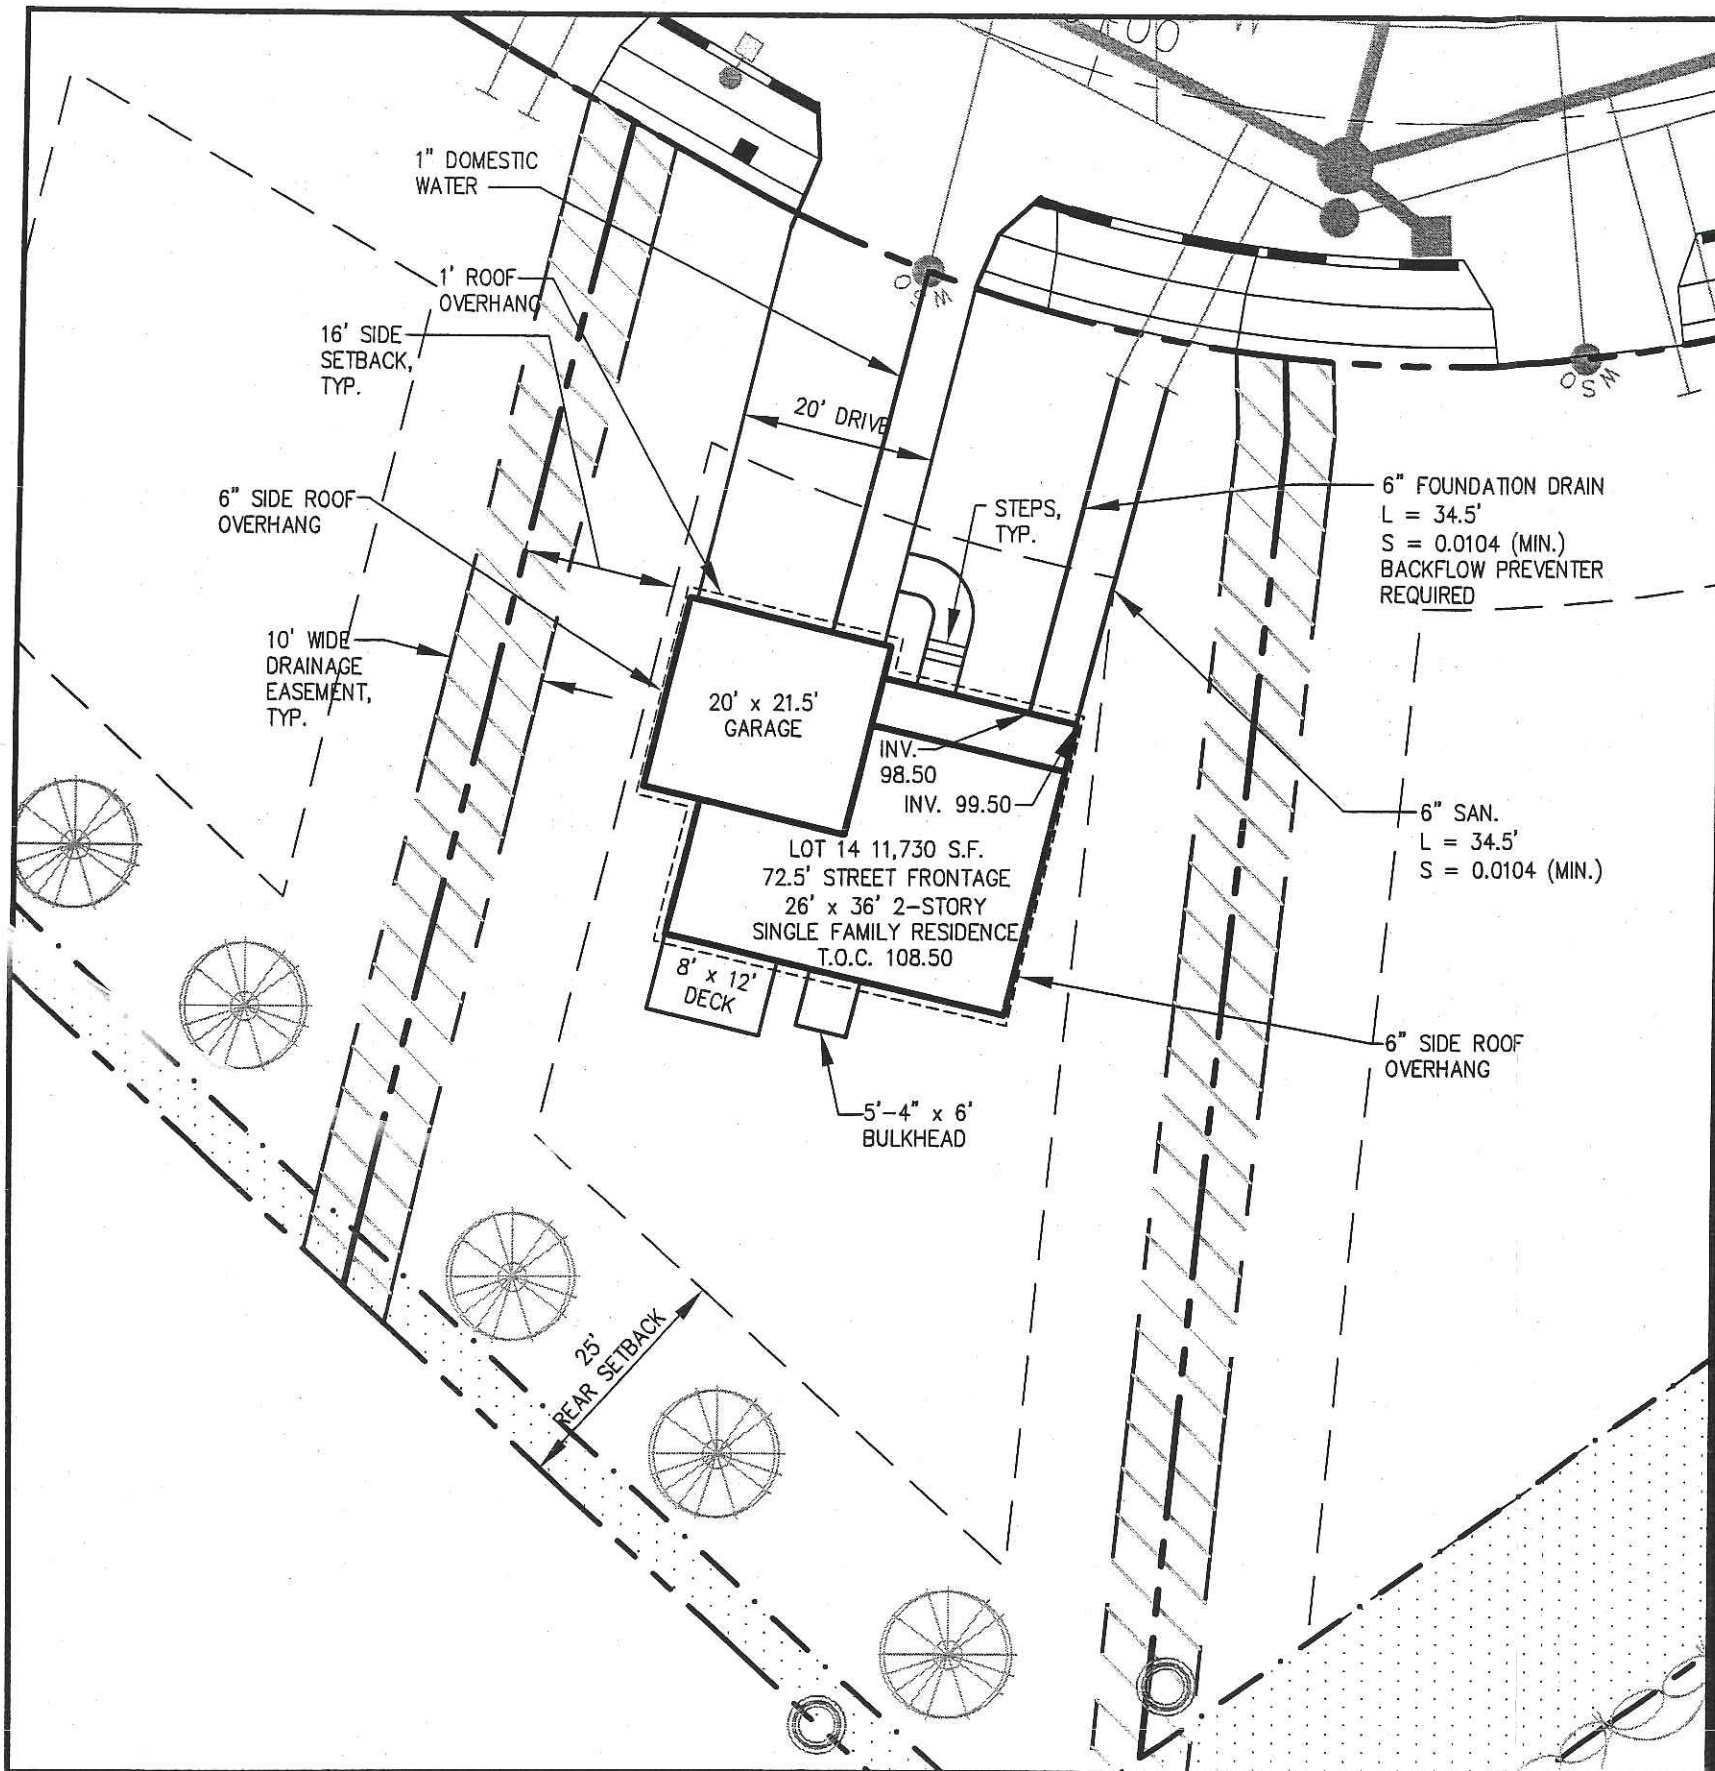 1" DOMESTIC
WATER
1' ROOF
OVERHANG
16' SIDE
SETBACK,
TYP.
6" SIDE ROOF
OVERHANG
10' WIDE
DRAINAGE
EASEMENT,
TYP.
20' DRIVE
WSO
WSO
STEPS,
TYP.
6" FOUNDATION DRAIN
L = 34.5'
S = 0.0104 (MIN.)
BACKFLOW PREVENTER
REQUIRED
20' x 21.5'
GARAGE
INV.
98.50
INV. 99.50
6" SAN.
L = 34.5'
S = 0.0104 (MIN.)
LOT 14 11,730 S.F.
72.5' STREET FRONTAGE
26' x 36' 2-STORY
SINGLE FAMILY RESIDENCE
T.O.C. 108.50
8' x 12'
DECK
6" SIDE ROOF
OVERHANG
5'-4" x 6'
BULKHEAD
25'
REAR SETBACK